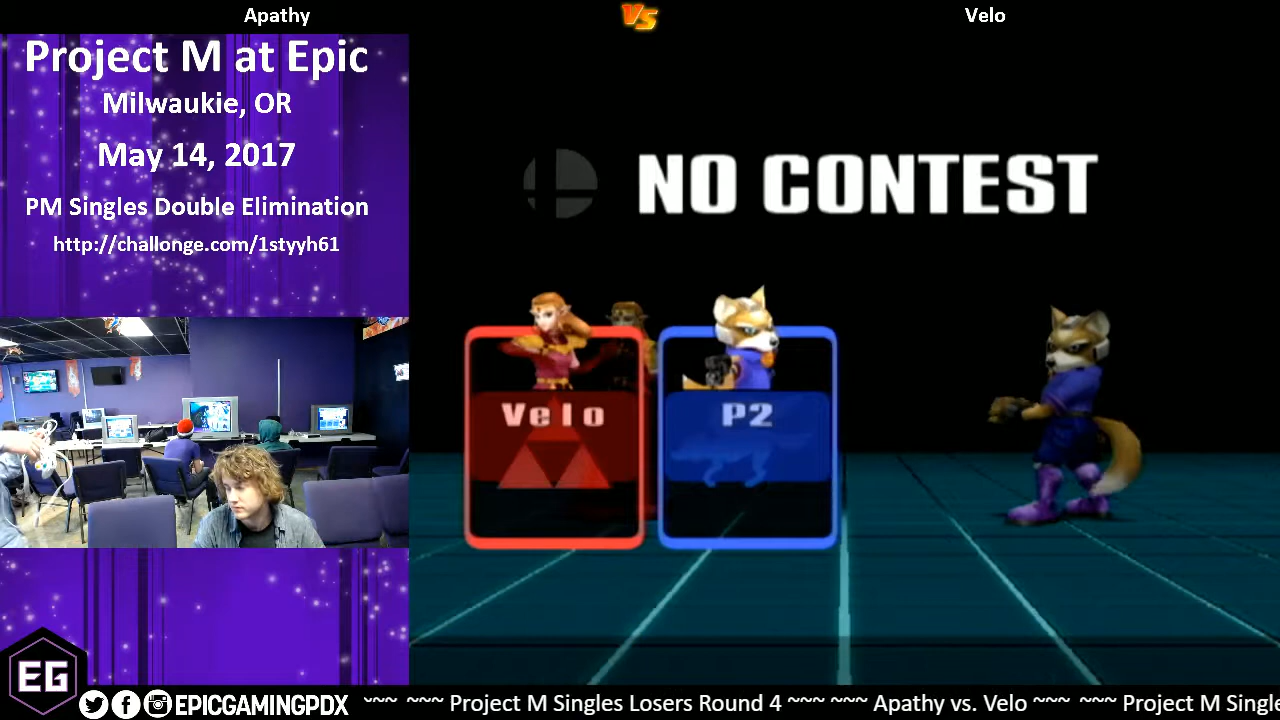 Apathy
VS
Velo
Project M at Epic
Milwaukie, OR
May 14, 2017
PM Singles Double Elimination
http://challonge.com/1styyh61
NO CONTEST
Velo
P2
EG
EPICGAMINGPDX
~~~ ~~~ Project M Singles Losers Round 4 ~~~ ~~~ Apathy vs. Velo ~~~ ~~~ Project M Single